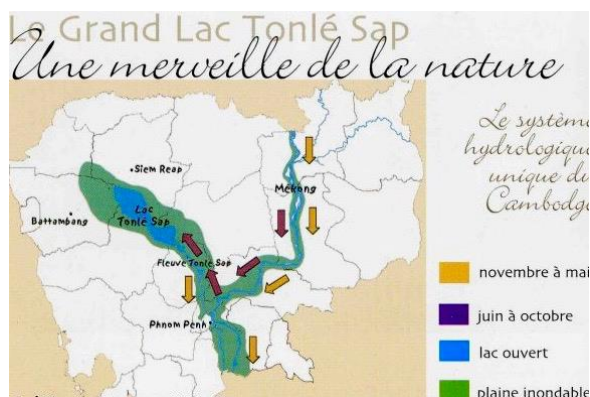 Le Grand Lac Tonlé Sap
Une merveille de la nature
Le système
hydrologique
unique du
Cambodge
Siem Reap
Mékong
Battambang
Lac
Tonlé Sap
Fleuve Tonlé Sap
Phnom Penh
novembre à mai
juin à octobre
lac ouvert
plaine inondable